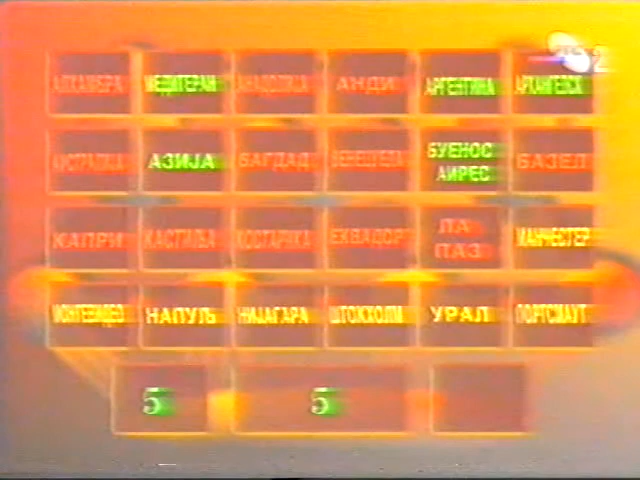 АЛХАМБРА МЕДИТЕРАН АНАДОЛИЈА АНДИ АРГЕНТИНА АРХАНГЕЛСК
АУСТРАЛИЈА АЗИЈА БАГДАД ВЕНЕЦУЕЛА БУЕНОС АИРЕС БАЗЕЛ
КАПРИ КАСТИЉА КОСТАРИКА ЕКВАДОР ЛА ПАЗ МАНЧЕСТЕР
МОНТЕВИДЕО НАПУЉ НИЈАГАРА ШТОКХОЛМ УРАЛ ПОРТСМАУТ
5 5